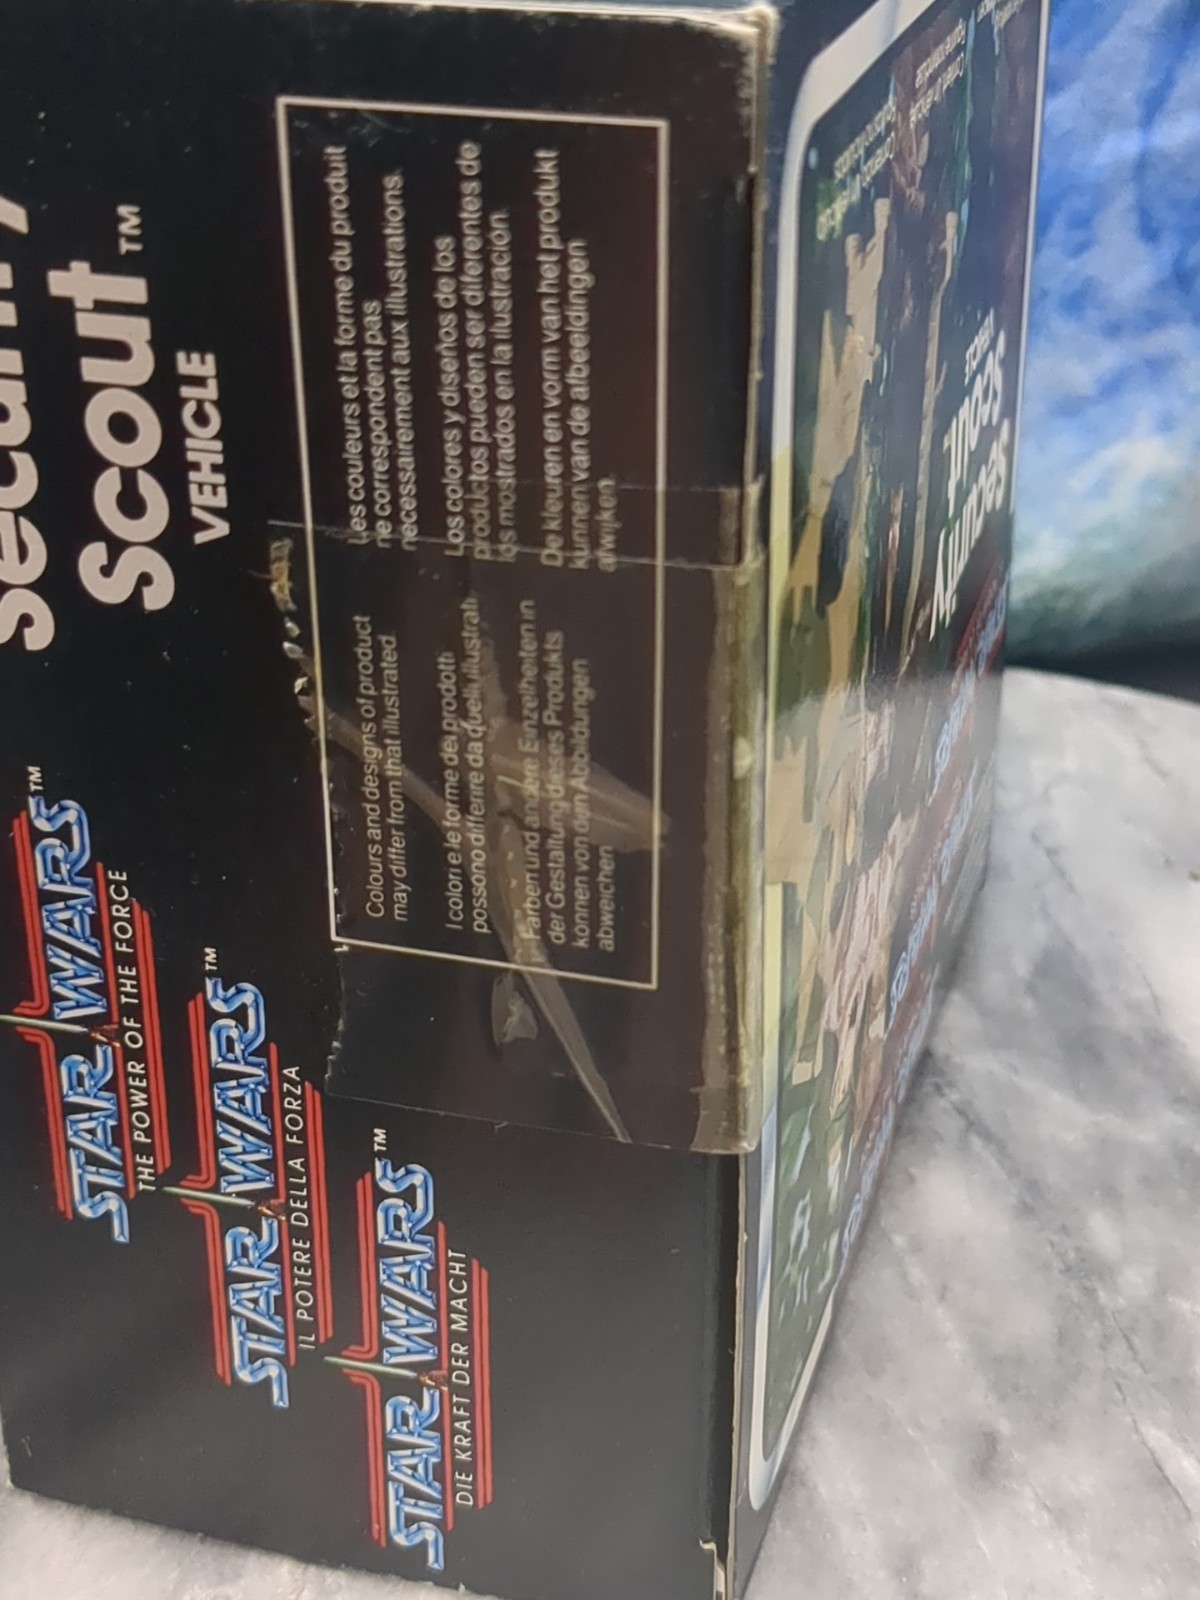 Scout™
VEHICLE
Les couleurs et la forme du produit
ne correspondent pas
necessairement aux illustrations.
Los colores y diseños de los
productos pueden ser diferentes de
los mostrados en la illustración
De kleuren en vorm van het produkt
kunnen van de afbeeldingen
afwijken
Colours and designs of product
may differ from that illustrated
I colori e le forme dei prodotti
possono differire da quelli illustrati
Farben und andere Einzelheiten in
der Gestaltung dieses Produkts
konnen von den Abbildungen
abweichen
STAR WARS™
THE POWER OF THE FORCE
STAR WARS™
IL POTERE DELLA FORZA
STAR WARS™
DIE KRAFT DER MACHT
Security
Scout
VEHICLE